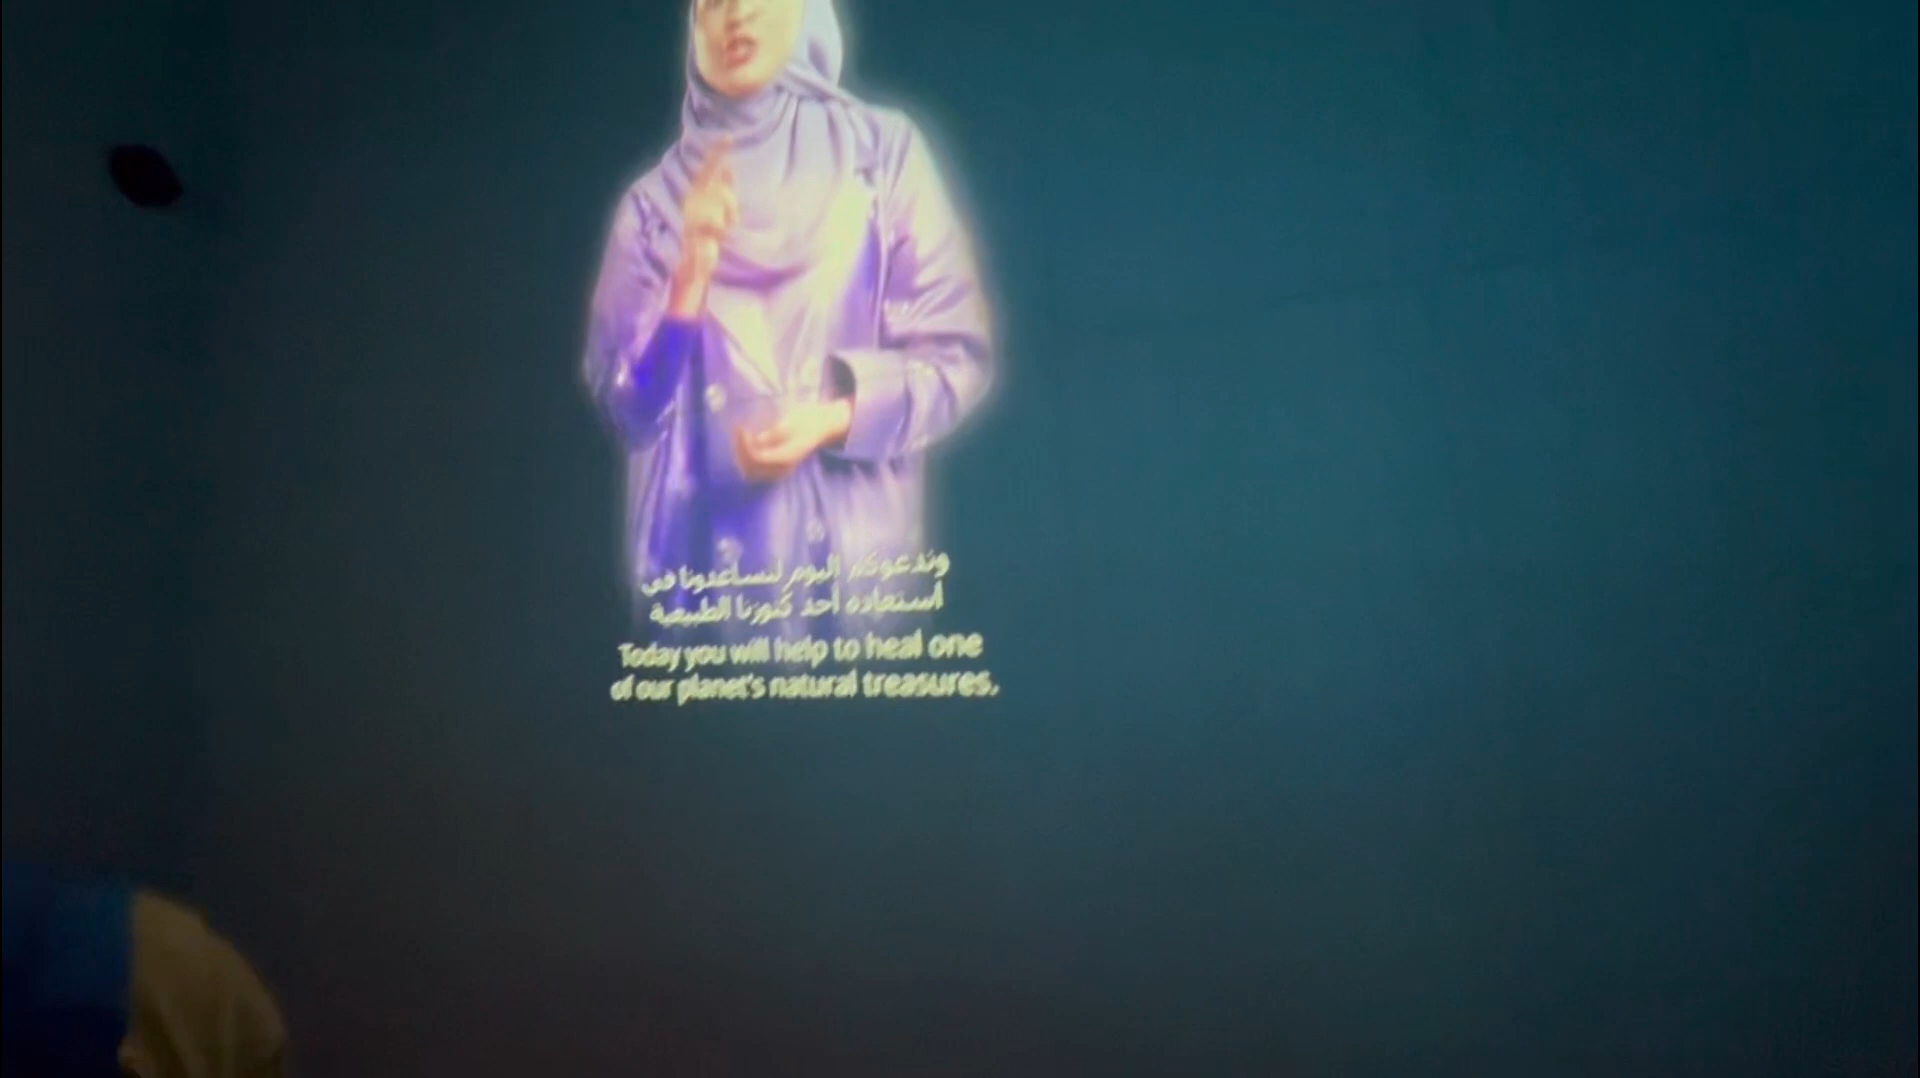 وندعوكم اليوم لتساعدونا في
استعادة أحد كنوزنا الطبيعية
Today you will help to heal one
of our planet's natural treasures.